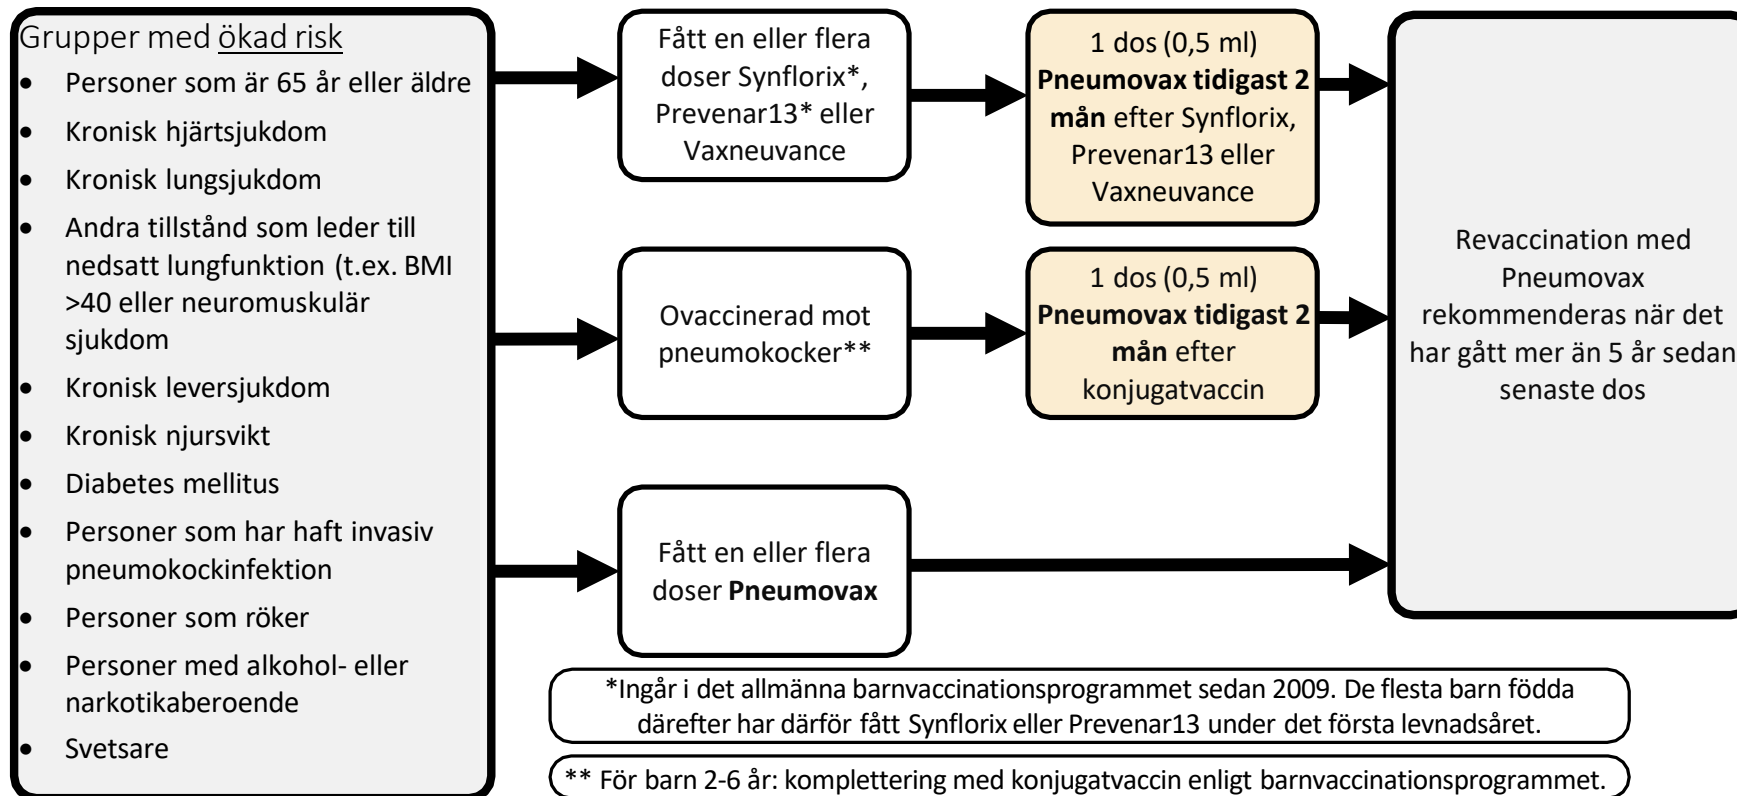 Grupper med ökad risk
• Personer som är 65 år eller äldre
• Kronisk hjärtsjukdom
• Kronisk lungsjukdom
• Andra tillstånd som leder till
nedsatt lungfunktion (t.ex. BMI
>40 eller neuromuskulär
sjukdom
• Kronisk leversjukdom
• Kronisk njursvikt
• Diabetes mellitus
• Personer som har haft invasiv
pneumokockinfektion
• Personer som röker
• Personer med alkohol- eller
narkotikaberoende
• Svetsare
Fått en eller flera
doser Synflorix*,
Prevenar13* eller
Vaxneuvance
1 dos (0,5 ml)
Pneumovax tidigast 2
mån efter Synflorix,
Prevenar13 eller
Vaxneuvance
Ovaccinerad mot
pneumokocker**
1 dos (0,5 ml)
Pneumovax tidigast 2
mån efter
konjugatvaccin
Fått en eller flera
doser Pneumovax
Revaccination med
Pneumovax
rekommenderas när det
har gått mer än 5 år sedan
senaste dos
*Ingår i det allmänna barnvaccinationsprogrammet sedan 2009. De flesta barn födda
därefter har därför fått Synflorix eller Prevenar13 under det första levnadsåret.
** För barn 2-6 år: komplettering med konjugatvaccin enligt barnvaccinationsprogrammet.